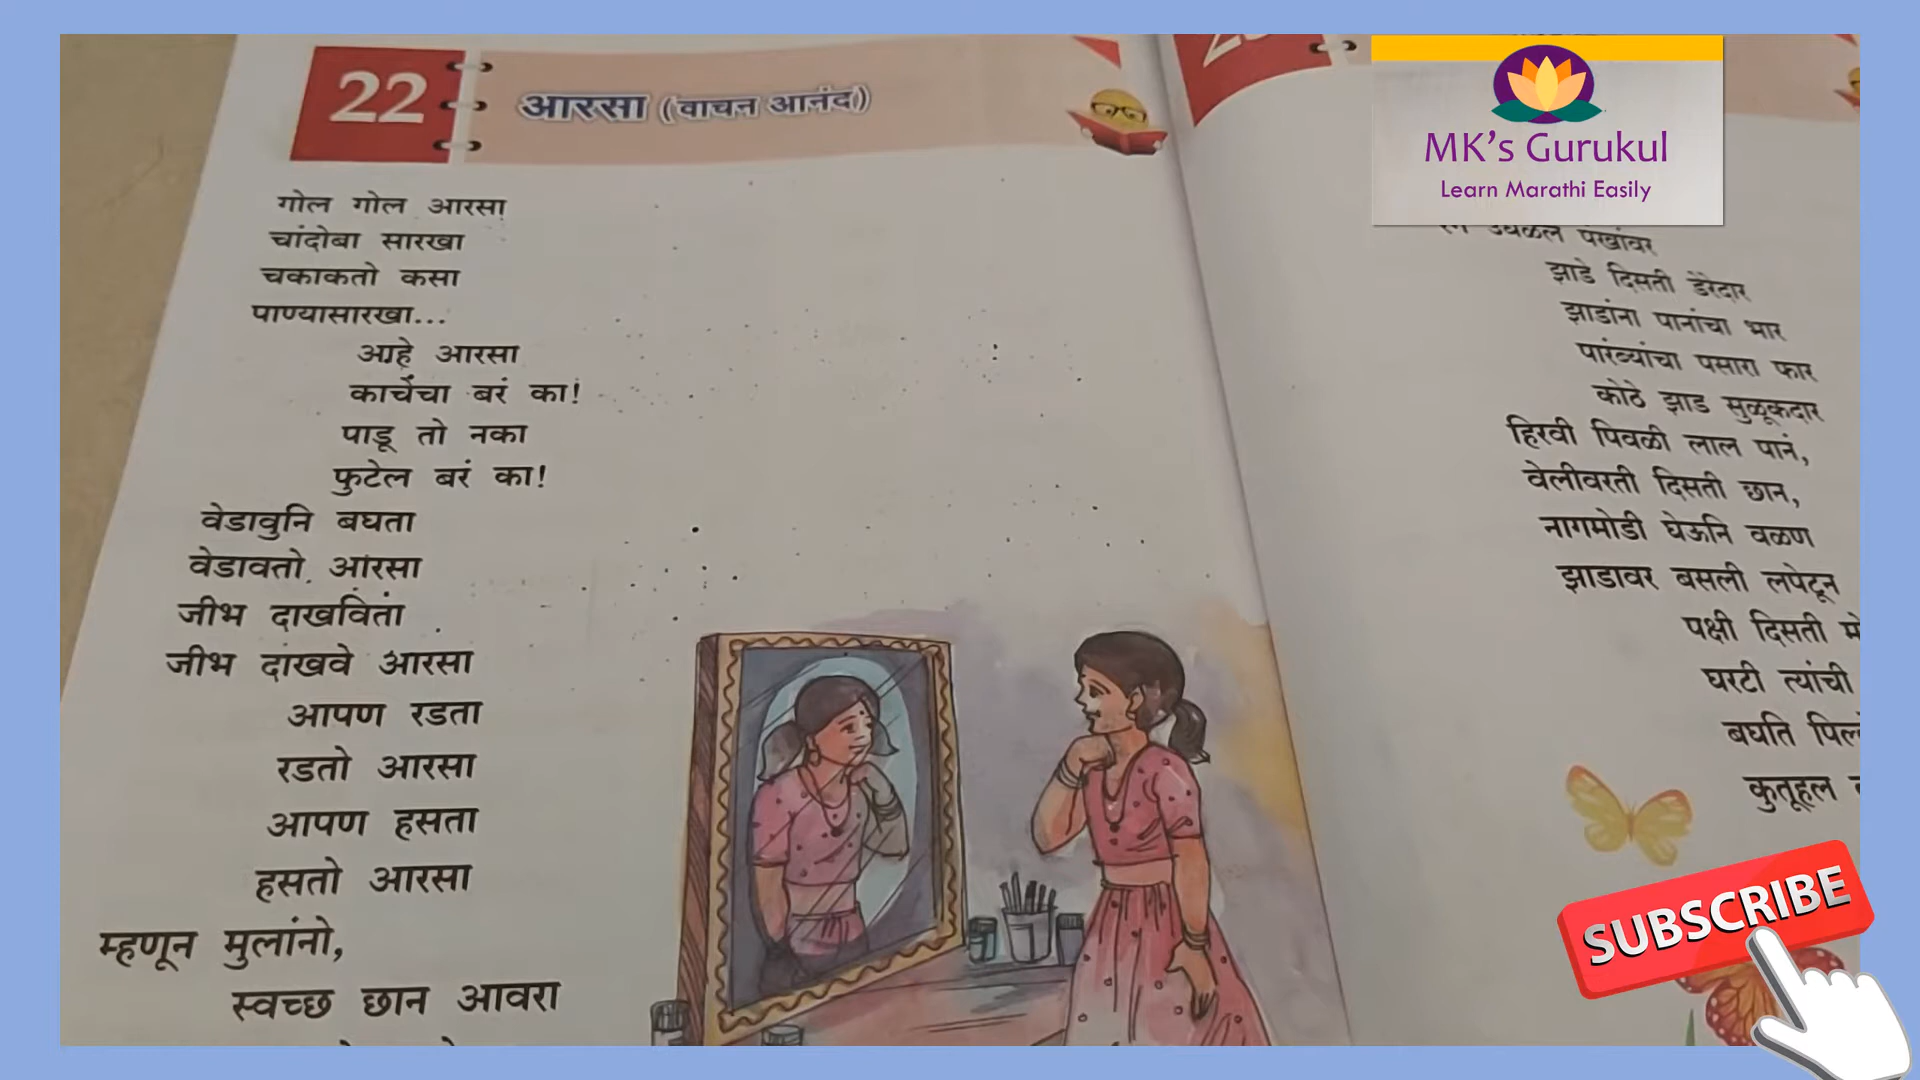 22
आरसा (वाचन आनंद)
गोल गोल आरसा
चांदोबा सारखा
चकाकतो कसा
पाण्यासारखा...
आहे आरसा
काचेचा बरं का!
पाडू तो नका
फुटेल बरं का!
वेडावुनि बघता
वेडावतो आरसा
जीभ दाखविता
जीभ दाखवे आरसा
आपण रडता
रडतो आरसा
आपण हसता
हसतो आरसा
म्हणून मुलांनो,
स्वच्छ छान आवरा
MK's Gurukul
Learn Marathi Easily
पंखांवर
झाडे दिसती डेरेदार
झाडांना पानांचा भार
पारंब्यांचा पसारा फार
कोठे झाड सुळूकदार
हिरवी पिवळी लाल पानं,
वेलीवरती दिसती छान,
नागमोडी घेऊनि वळण
झाडावर बसली लपेटून
पक्षी दिसती
घरटी त्यांची
बघति
कुतूहल
SUBSCRIBE